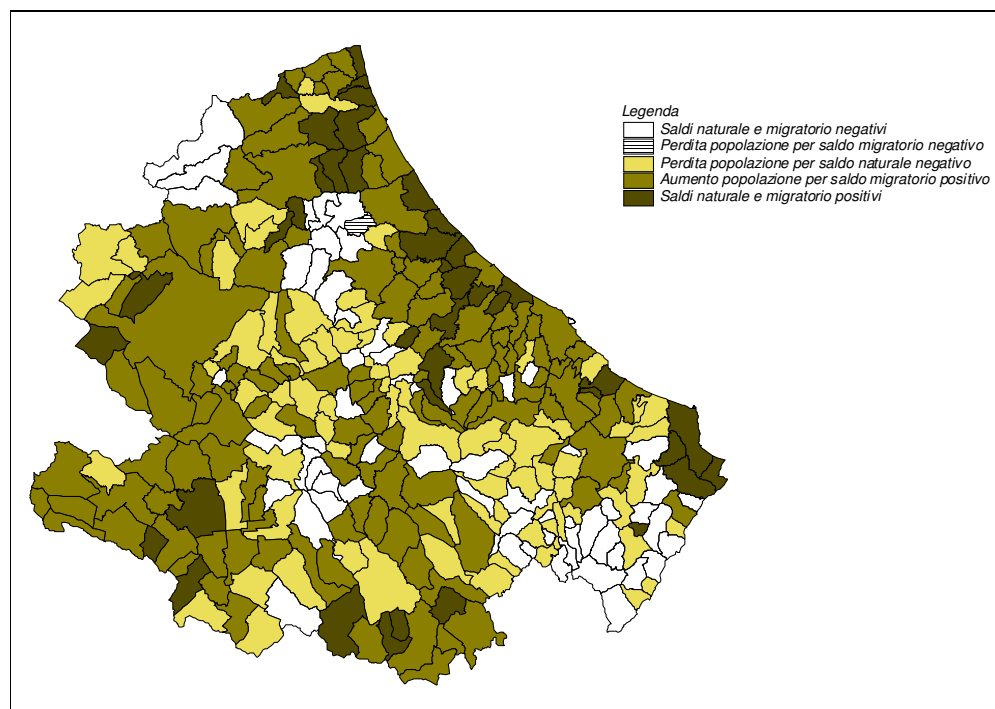 Legenda
Saldi naturale e migratorio negativi
Perdita popolazione per saldo migratorio negativo
Perdita popolazione per saldo naturale negativo
Aumento popolazione per saldo migratorio positivo
Saldi naturale e migratorio positivi